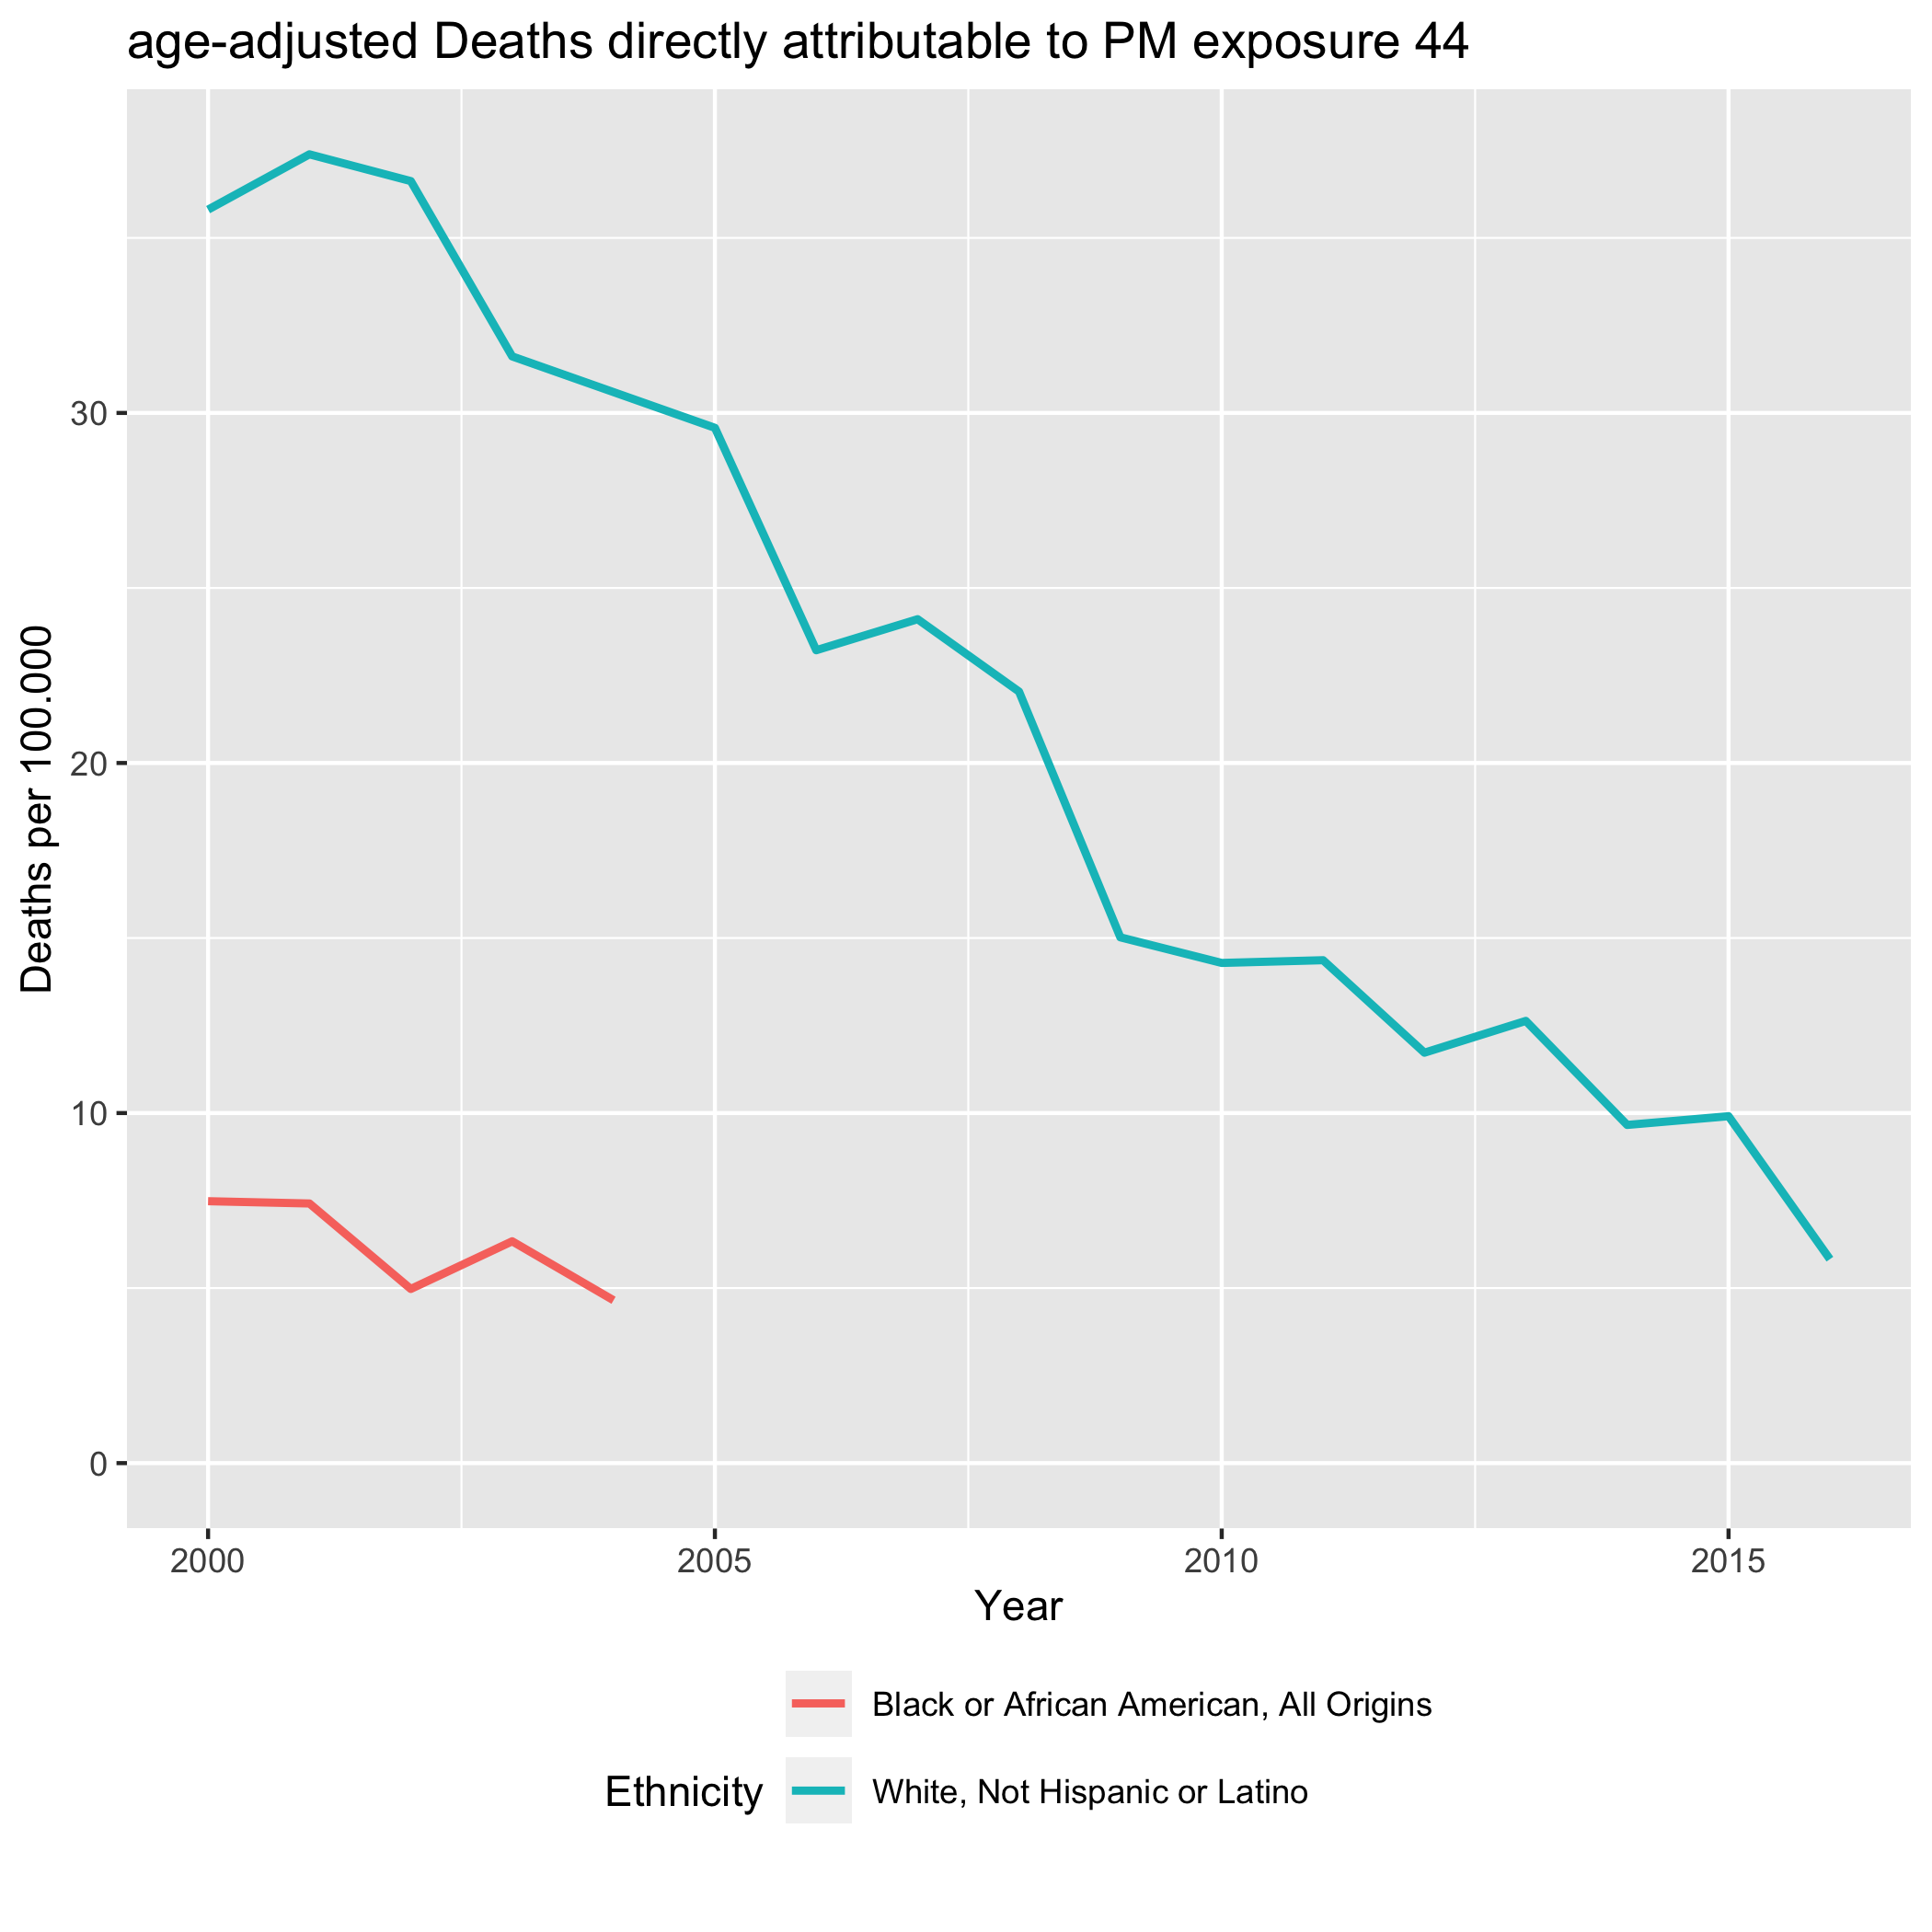 age-adjusted Deaths directly attributable to PM exposure 44
Deaths per 100.000
30
20
10
0
2000 2005 2010 2015
Year
Ethnicity
Black or African American, All Origins
White, Not Hispanic or Latino